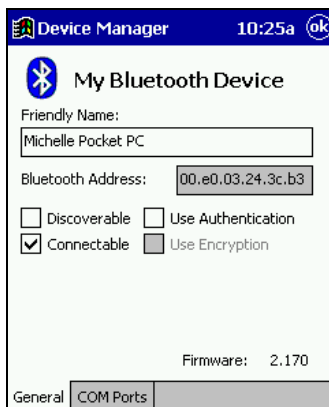 Device Manager 10:25a ok
My Bluetooth Device
Friendly Name:
Michelle Pocket PC
Bluetooth Address: 00.e0.03.24.3c.b3
Discoverable Use Authentication
Connectable Use Encryption
Firmware: 2.170
General COM Ports